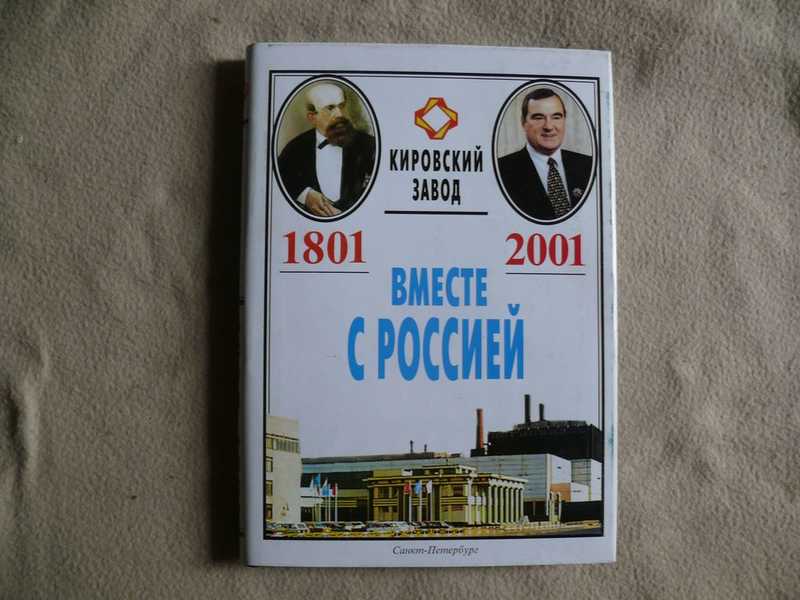 КИРОВСКИЙ
ЗАВОД
1801
2001
ВМЕСТЕ
С РОССИЕЙ
Санкт-Петербург